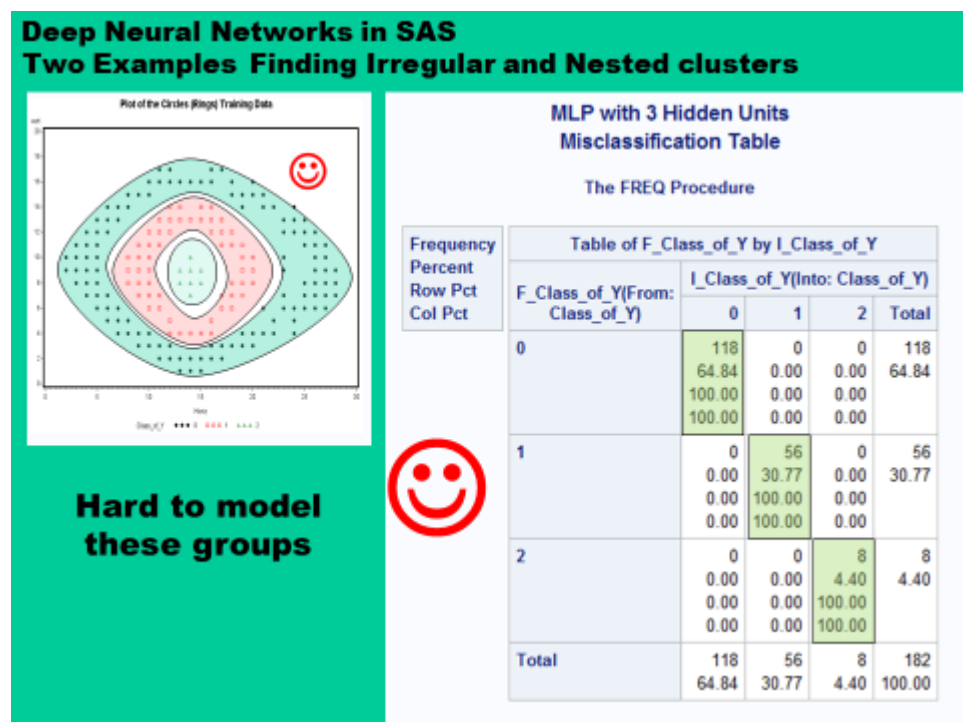 Deep Neural Networks in SAS
Two Examples Finding Irregular and Nested clusters
Plot of the Circles (Rings) Training Data
Class_of_Y 0 1 2
Hard to model
these groups
MLP with 3 Hidden Units
Misclassification Table
The FREQ Procedure
Frequency
Percent
Row Pct
Col Pct
Table of F_Class_of_Y by I_Class_of_Y
F_Class_of_Y(From:
Class_of_Y)
I_Class_of_Y(Into: Class_of_Y)
0 1 2 Total
0 118 0 0 118
64.84 0.00 0.00 64.84
100.00 0.00 0.00
100.00 0.00 0.00
1 0 56 0 56
0.00 30.77 0.00 30.77
0.00 100.00 0.00
0.00 100.00 0.00
2 0 0 8 8
0.00 0.00 4.40 4.40
0.00 0.00 100.00
0.00 0.00 100.00
Total 118 56 8 182
64.84 30.77 4.40 100.00